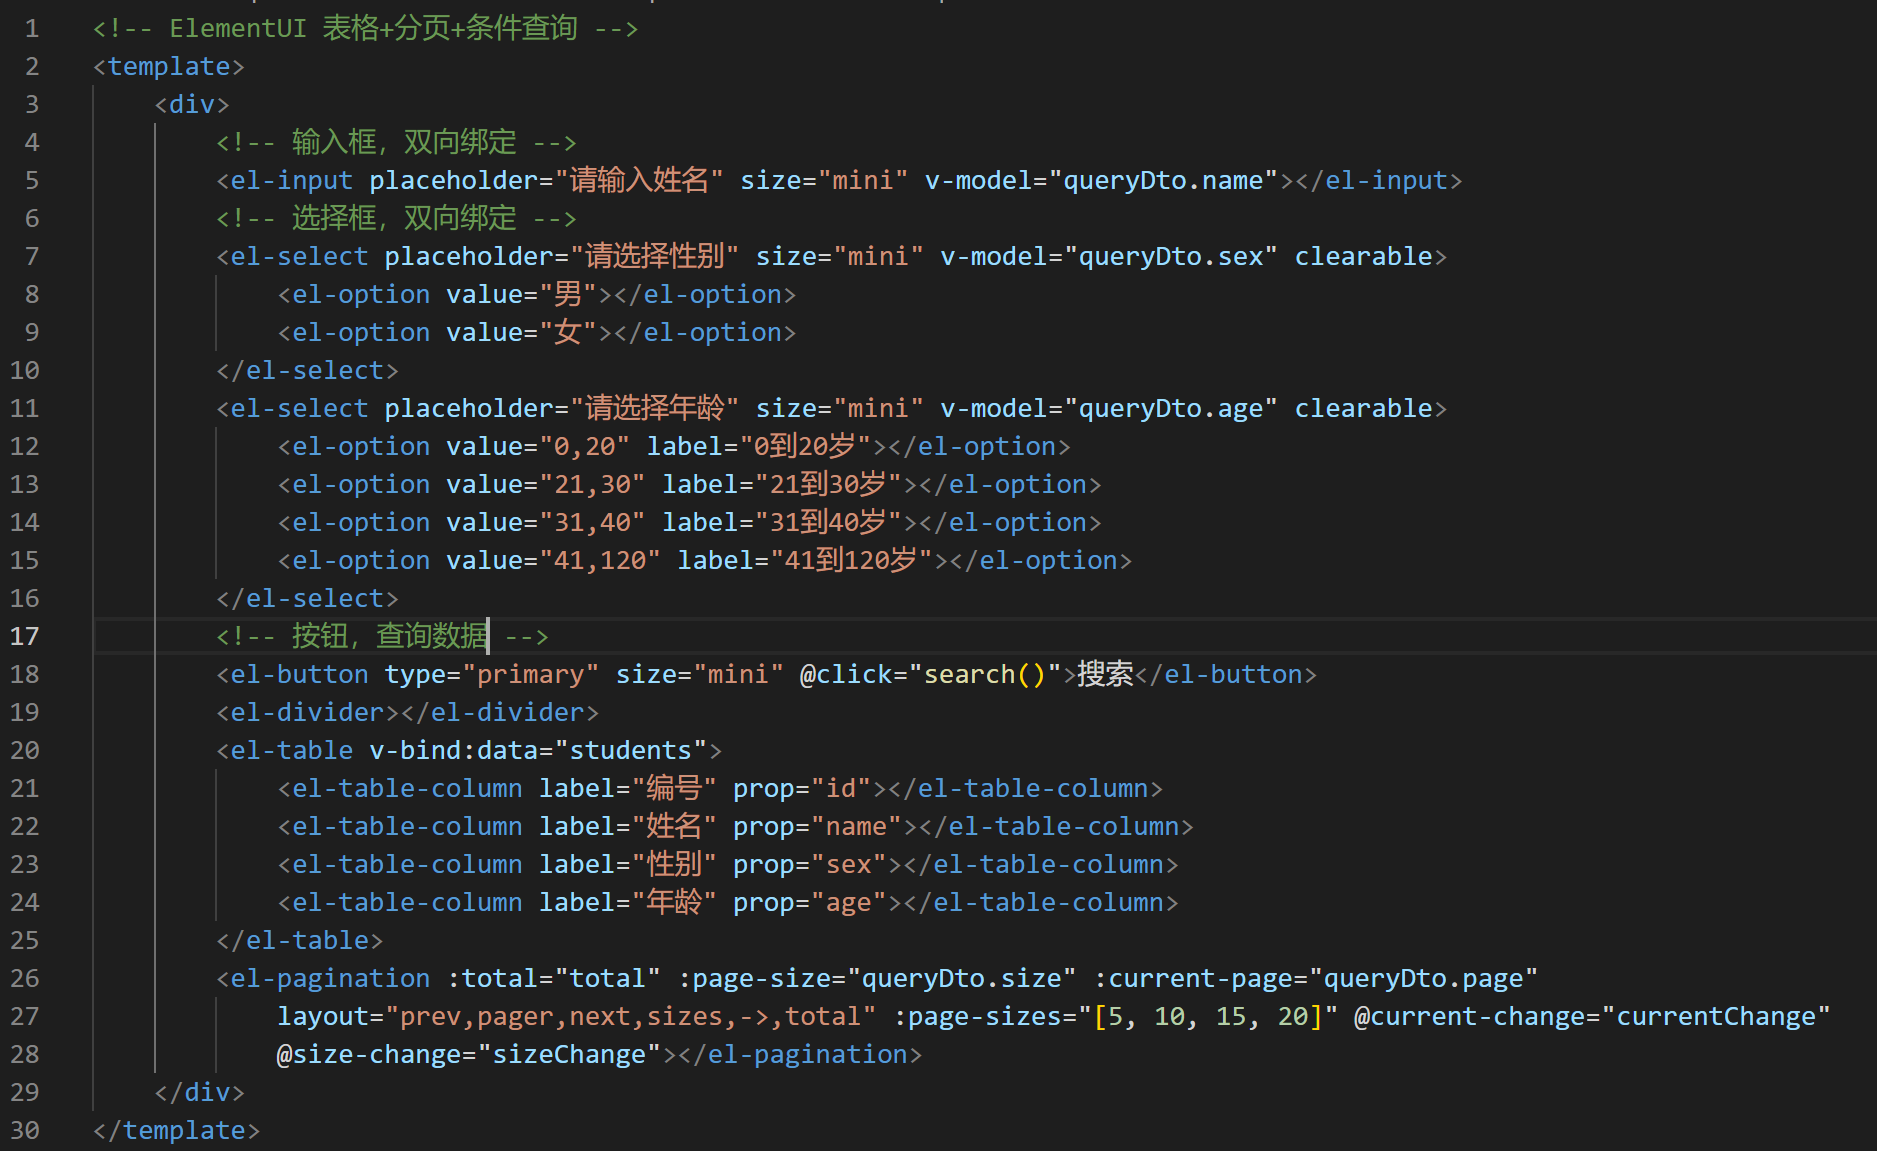 1 <!-- ElementUI 表格+分页+条件查询 -->
2 <template>
3 <div>
4 <!-- 输入框，双向绑定 -->
5 <el-input placeholder="请输入姓名" size="mini" v-model="queryDto.name"></el-input>
6 <!-- 选择框，双向绑定 -->
7 <el-select placeholder="请选择性别" size="mini" v-model="queryDto.sex" clearable>
8 <el-option value="男"></el-option>
9 <el-option value="女"></el-option>
10 </el-select>
11 <el-select placeholder="请选择年龄" size="mini" v-model="queryDto.age" clearable>
12 <el-option value="0,20" label="0到20岁"></el-option>
13 <el-option value="21,30" label="21到30岁"></el-option>
14 <el-option value="31,40" label="31到40岁"></el-option>
15 <el-option value="41,120" label="41到120岁"></el-option>
16 </el-select>
17 <!-- 按钮，查询数据 -->
18 <el-button type="primary" size="mini" @click="search()">搜索</el-button>
19 <el-divider></el-divider>
20 <el-table v-bind:data="students">
21 <el-table-column label="编号" prop="id"></el-table-column>
22 <el-table-column label="姓名" prop="name"></el-table-column>
23 <el-table-column label="性别" prop="sex"></el-table-column>
24 <el-table-column label="年龄" prop="age"></el-table-column>
25 </el-table>
26 <el-pagination :total="total" :page-size="queryDto.size" :current-page="queryDto.page"
27 layout="prev,pager,next,sizes,->,total" :page-sizes="[5, 10, 15, 20]" @current-change="currentChange"
28 @size-change="sizeChange"></el-pagination>
29 </div>
30 </template>